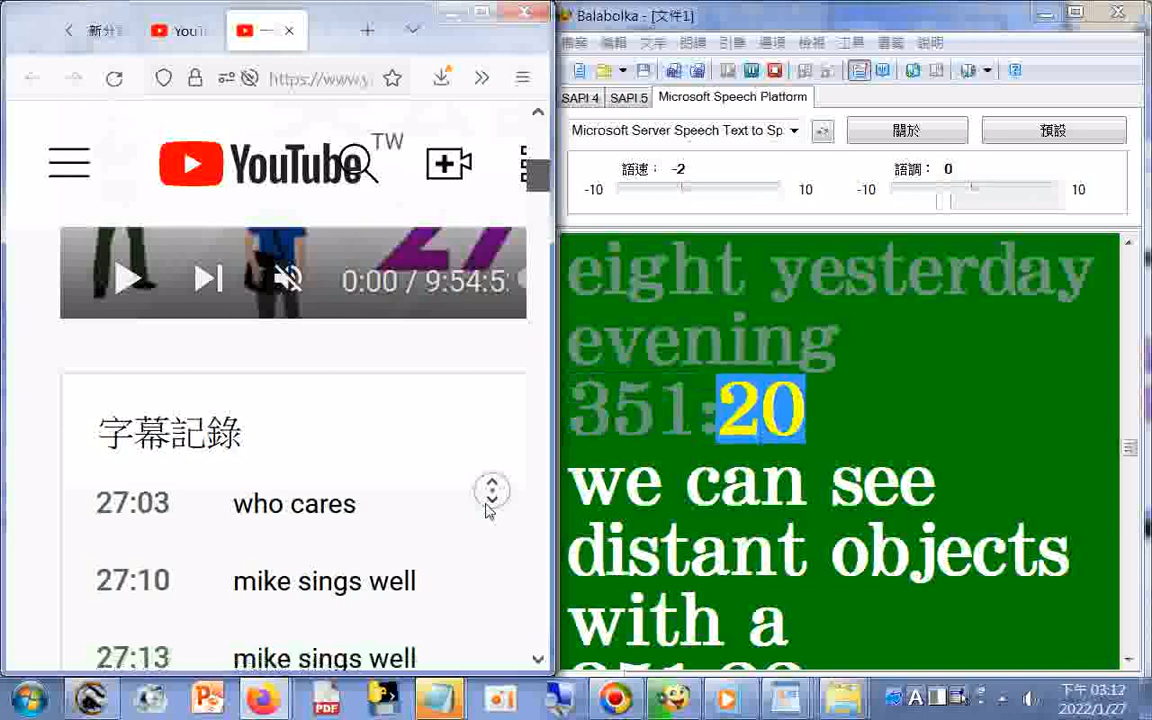 新分
YouT
一
https://www.y
TW
YouTube
27
0:00 / 9:54:5
字幕記錄
27:03 who cares
27:10 mike sings well
27:13 mike sings well
Balabolka - [文件1]
檔案 編輯 文字 閱讀 引擎 選項 檢視 工具 書籤 說明
SAPI 4 SAPI 5 Microsoft Speech Platform
Microsoft Server Speech Text to Sp
關於 預設
語速： -2 語調： 0
-10 10 -10 10
eight yesterday
evening
351:20
we can see
distant objects
with a
PDF
A
下午 03:12
2022/1/27